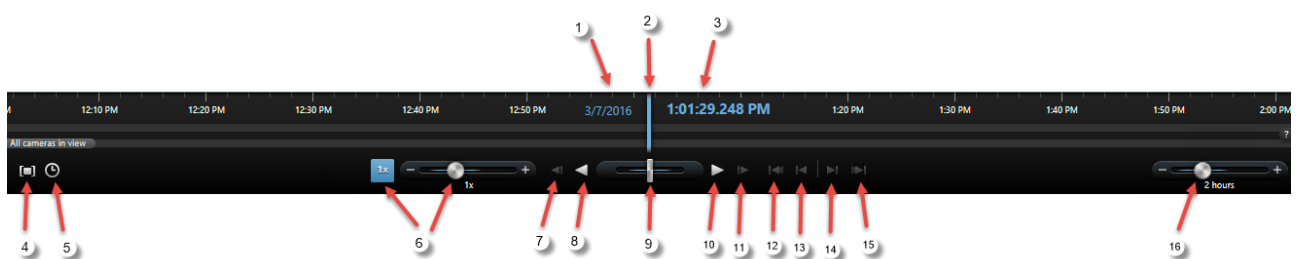 1 2 3
12:10 PM 12:20 PM 12:30 PM 12:40 PM 12:50 PM 3/7/2016 1:01:29.248 PM 1:20 PM 1:30 PM 1:40 PM 1:50 PM 2:00 PM
All cameras in view ?
1x
1x 2 hours
4 5 6 7 8 9 10 11 12 13 14 15 16